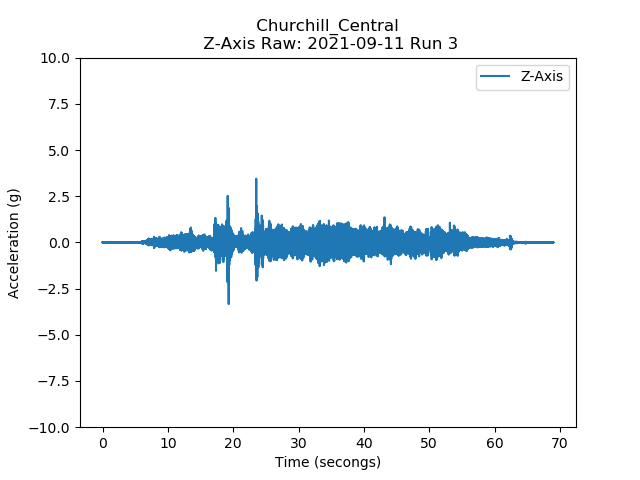 Churchill_Central
Z-Axis Raw: 2021-09-11 Run 3
Z-Axis
Acceleration (g)
10.0
7.5
5.0
2.5
0.0
−2.5
−5.0
−7.5
−10.0
0 10 20 30 40 50 60 70
Time (secongs)